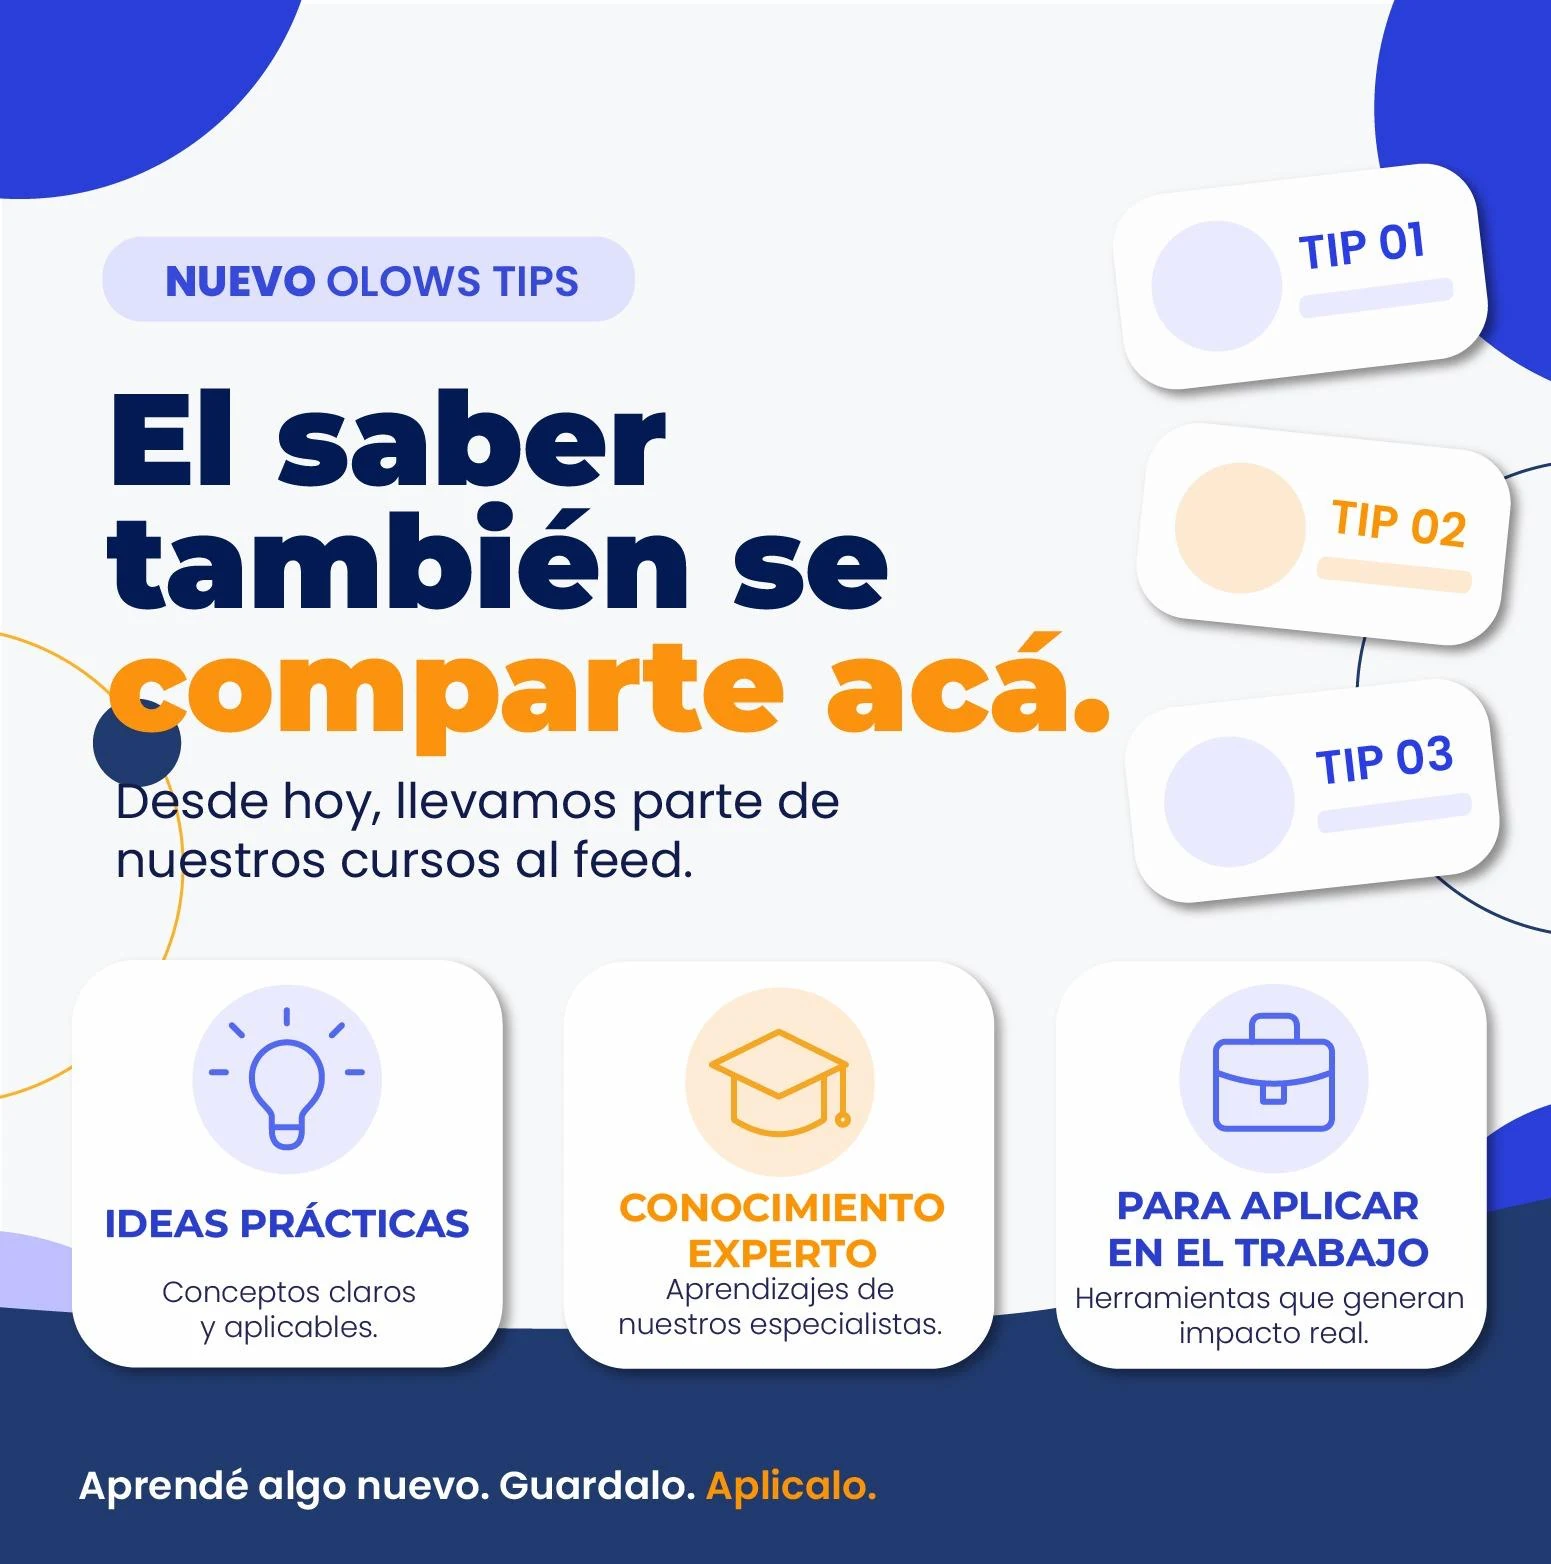 NUEVO OLOWS TIPS
El saber
también se
comparte acá.
Desde hoy, llevamos parte de
nuestros cursos al feed.
TIP 01
TIP 02
TIP 03
IDEAS PRÁCTICAS
Conceptos claros
y aplicables.
CONOCIMIENTO
EXPERTO
Aprendizajes de
nuestros especialistas.
PARA APLICAR
EN EL TRABAJO
Herramientas que generan
impacto real.
Aprendé algo nuevo. Guardalo. Aplicalo.